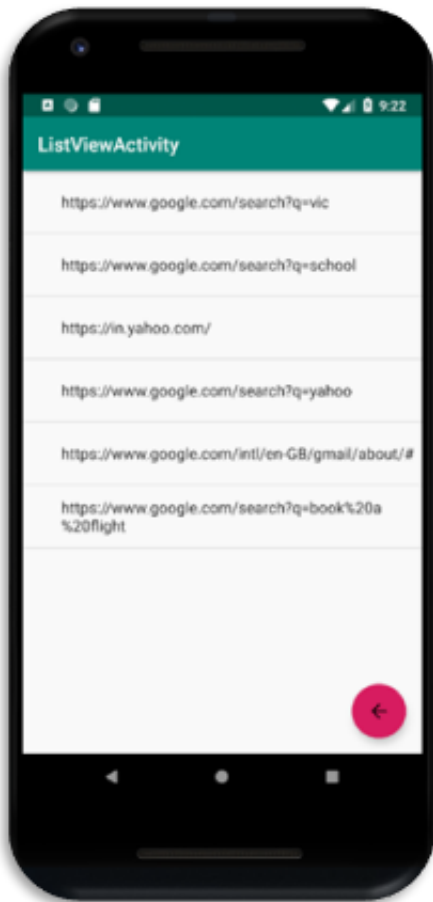 9:22
ListViewActivity
https://www.google.com/search?q=vic
https://www.google.com/search?q=school
https://in.yahoo.com/
https://www.google.com/search?q=yahoo
https://www.google.com/intl/en-GB/gmail/about/#
https://www.google.com/search?q=book%20a
%20flight